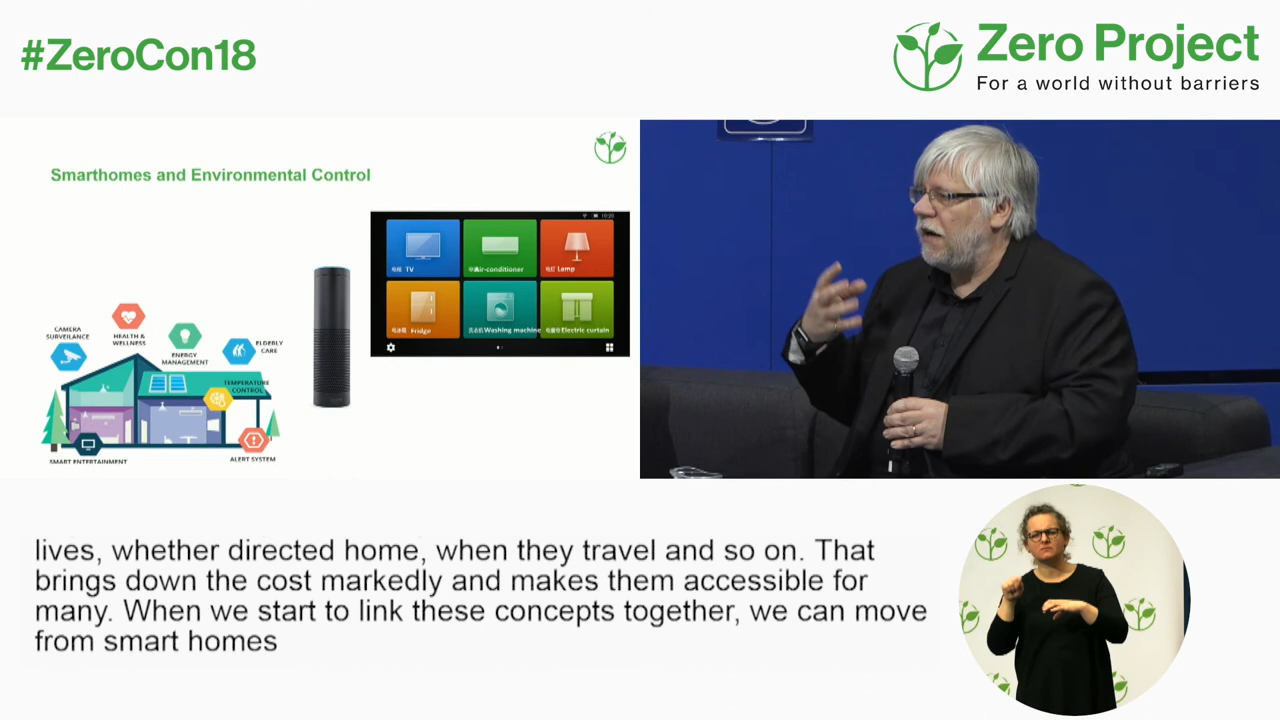 #ZeroCon18
Zero Project
For a world without barriers
Smarthomes and Environmental Control
CAMERA
SURVEILANCE
HEALTH &
WELLNESS
ENERGY
MANAGEMENT
ELDERLY
CARE
TEMPERATURE
CONTROL
SMART ENTERTAINMENT
ALERT SYSTEM
10:20
TV
Air-conditioner
Lamp
Fridge
Washing machine
Electric curtain
lives, whether directed home, when they travel and so on. That
brings down the cost markedly and makes them accessible for
many. When we start to link these concepts together, we can move
from smart homes